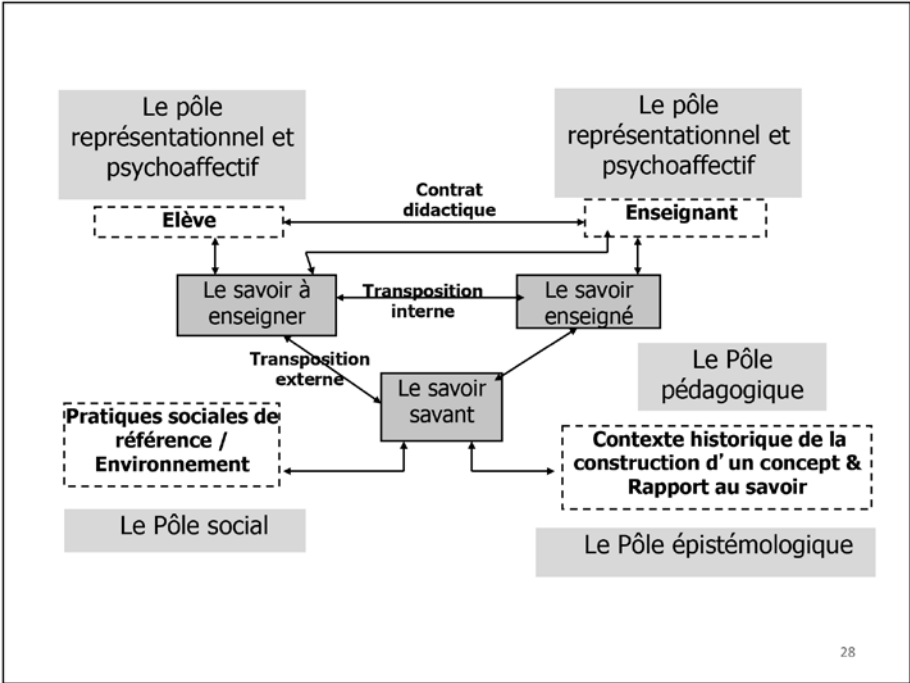 Le pôle
représentationnel et
psychoaffectif
Le pôle
représentationnel et
psychoaffectif
Contrat
didactique
Elève
Enseignant
Le savoir à
enseigner
Transposition
interne
Le savoir
enseigné
Transposition
externe
Le savoir
savant
Le Pôle
pédagogique
Pratiques sociales de
référence /
Environnement
Contexte historique de la
construction d'un concept &
Rapport au savoir
Le Pôle social
Le Pôle épistémologique
28